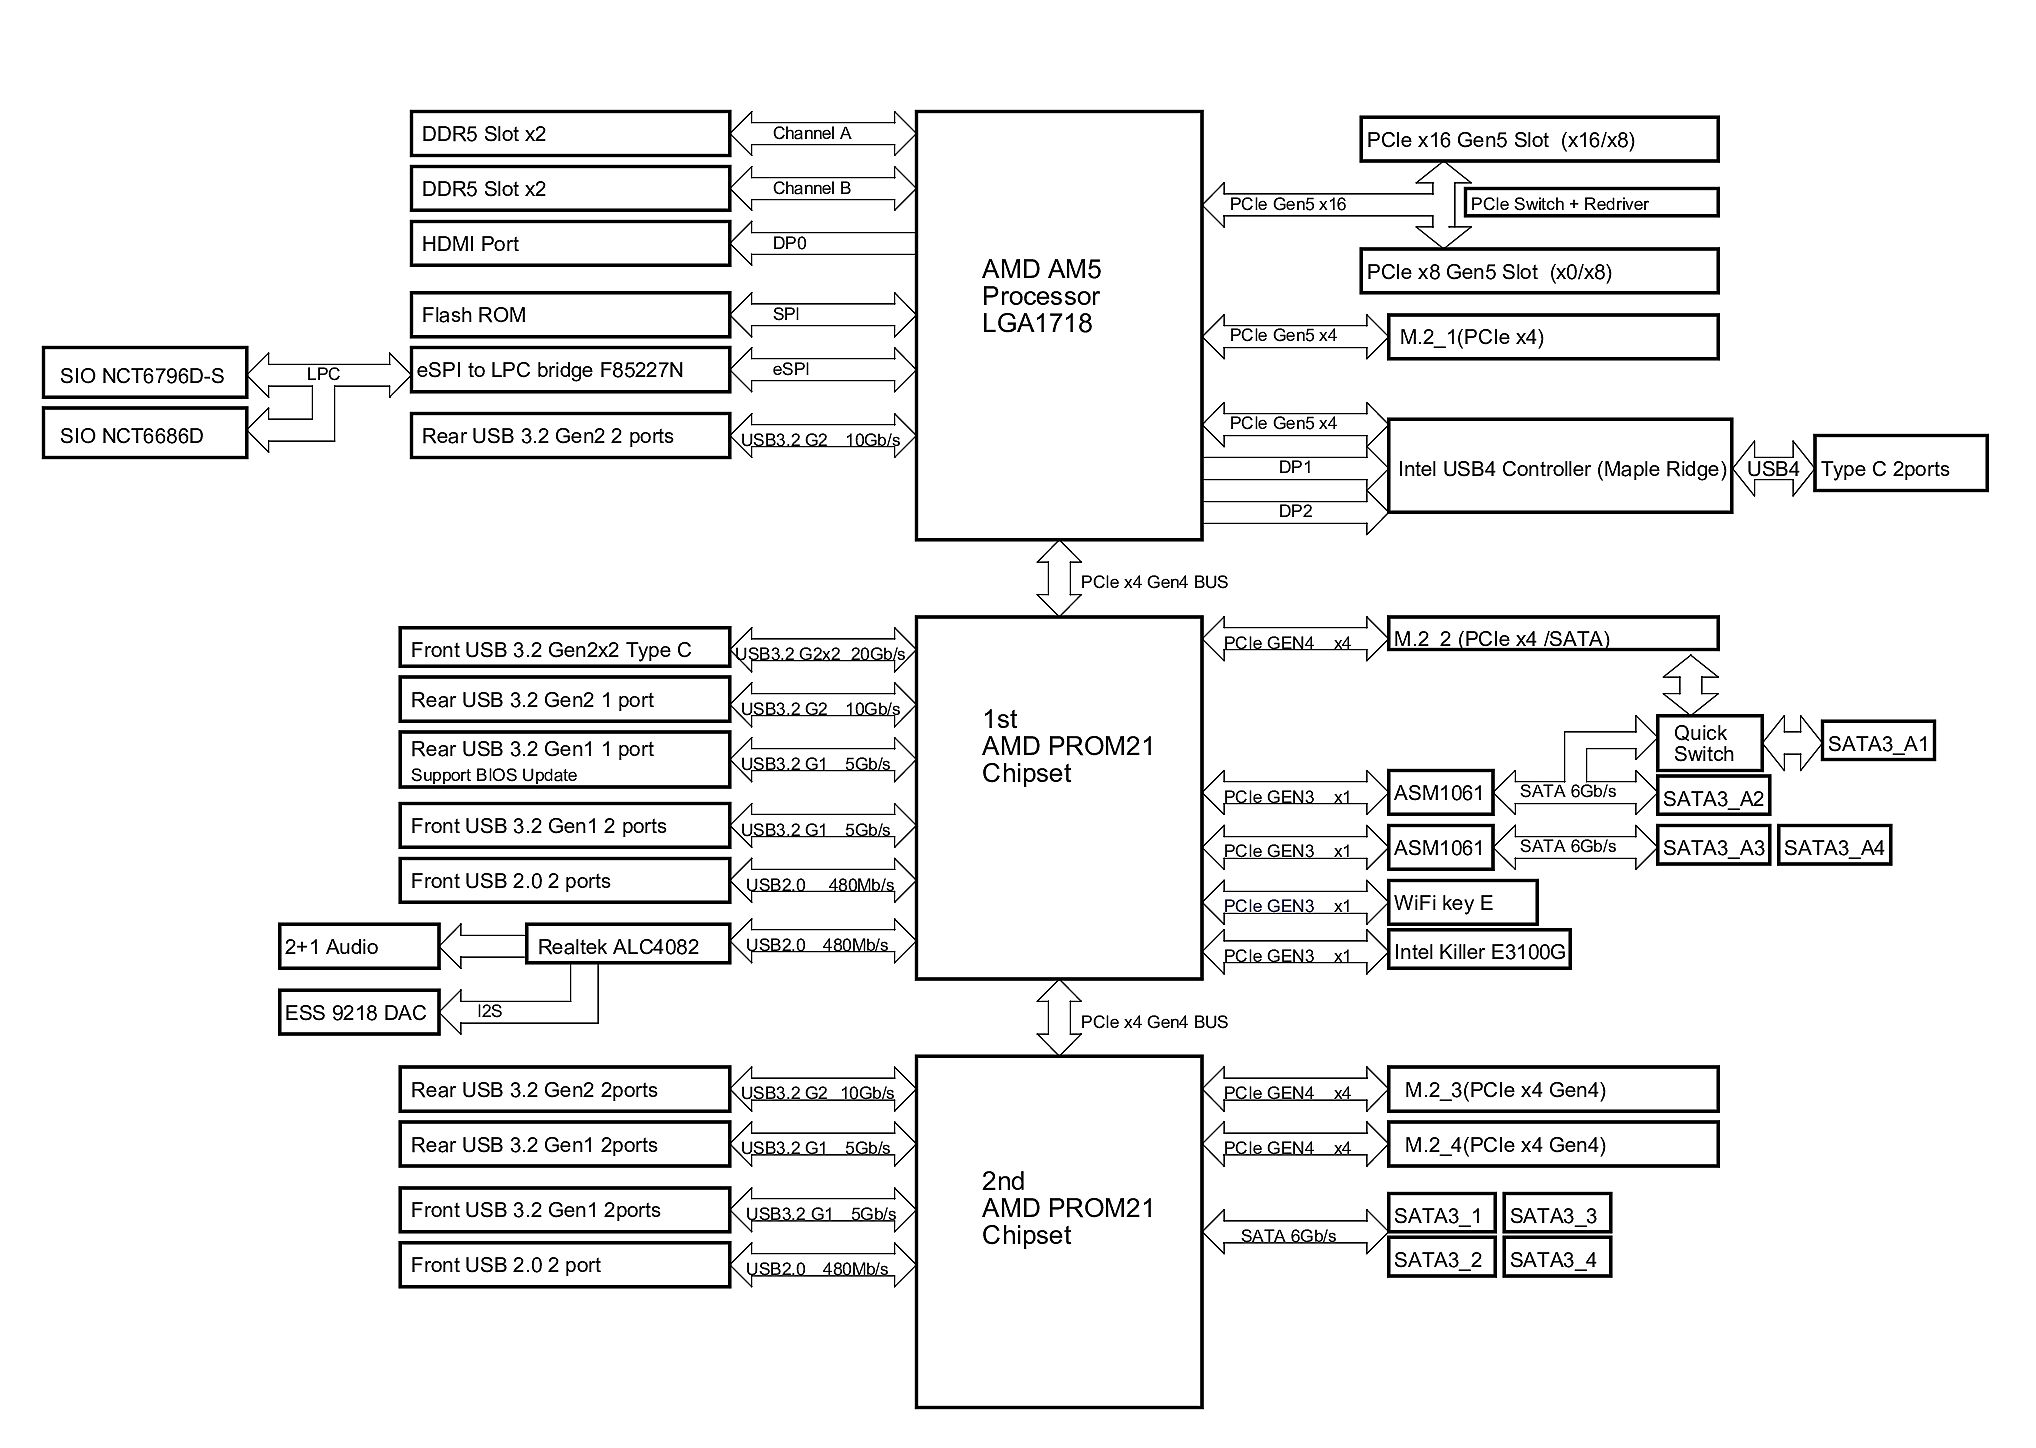 DDR5 Slot x2
Channel A
DDR5 Slot x2
Channel B
HDMI Port
DP0
Flash ROM
SPI
SIO NCT6796D-S
LPC
eSPI to LPC bridge F85227N
eSPI
SIO NCT6686D
Rear USB 3.2 Gen2 2 ports
USB3.2 G2 10Gb/s
AMD AM5
Processor
LGA1718
PCIe x16 Gen5 Slot (x16/x8)
PCIe Gen5 x16
PCIe Switch + Redriver
PCIe x8 Gen5 Slot (x0/x8)
PCIe Gen5 x4
M.2_1(PCIe x4)
PCIe Gen5 x4
DP1
DP2
Intel USB4 Controller (Maple Ridge)
USB4
Type C 2ports
PCIe x4 Gen4 BUS
Front USB 3.2 Gen2x2 Type C
USB3.2 G2x2 20Gb/s
Rear USB 3.2 Gen2 1 port
USB3.2 G2 10Gb/s
Rear USB 3.2 Gen1 1 port
Support BIOS Update
USB3.2 G1 5Gb/s
Front USB 3.2 Gen1 2 ports
USB3.2 G1 5Gb/s
Front USB 2.0 2 ports
USB2.0 480Mb/s
2+1 Audio
Realtek ALC4082
USB2.0 480Mb/s
ESS 9218 DAC
I2S
1st
AMD PROM21
Chipset
PCIe GEN4 x4
M.2_2 (PCIe x4 /SATA)
Quick
Switch
SATA3_A1
PCIe GEN3 x1
ASM1061
SATA 6Gb/s
SATA3_A2
PCIe GEN3 x1
ASM1061
SATA 6Gb/s
SATA3_A3
SATA3_A4
PCIe GEN3 x1
WiFi key E
PCIe GEN3 x1
Intel Killer E3100G
PCIe x4 Gen4 BUS
Rear USB 3.2 Gen2 2ports
USB3.2 G2 10Gb/s
Rear USB 3.2 Gen1 2ports
USB3.2 G1 5Gb/s
Front USB 3.2 Gen1 2ports
USB3.2 G1 5Gb/s
Front USB 2.0 2 port
USB2.0 480Mb/s
2nd
AMD PROM21
Chipset
PCIe GEN4 x4
M.2_3(PCIe x4 Gen4)
PCIe GEN4 x4
M.2_4(PCIe x4 Gen4)
SATA 6Gb/s
SATA3_1
SATA3_3
SATA3_2
SATA3_4